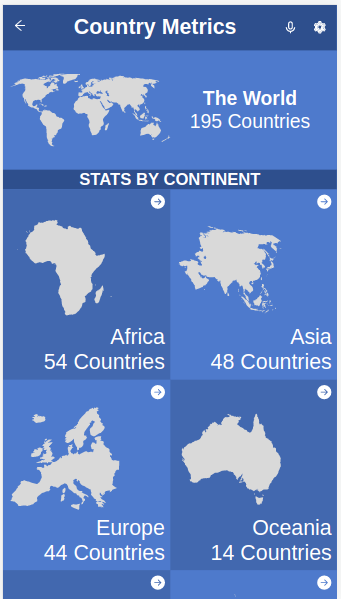 Country Metrics
The World
195 Countries
STATS BY CONTINENT
Africa
54 Countries
Asia
48 Countries
Europe
44 Countries
Oceania
14 Countries